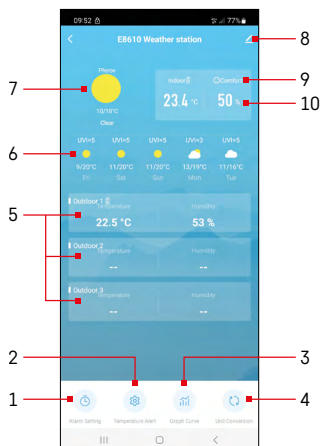 09:52
77%
E8610 Weather station
8
Phone
Indoor
Comfort
9
7
23.4 °C
50 %
10
10/18°C
Clear
UVI=5 UVI=5 UVI=5 UVI=3 UVI=5
6
9/20°C 11/20°C 11/20°C 13/19°C 11/16°C
Fri Sat Sun Mon Tue
Outdoor 1
Temperature Humidity
5
22.5 °C 53 %
Outdoor 2
Temperature Humidity
-- --
Outdoor 3
Temperature Humidity
-- --
2 3
1 4
Alarm Setting Temperature Alert Graph Curve Unit Conversion